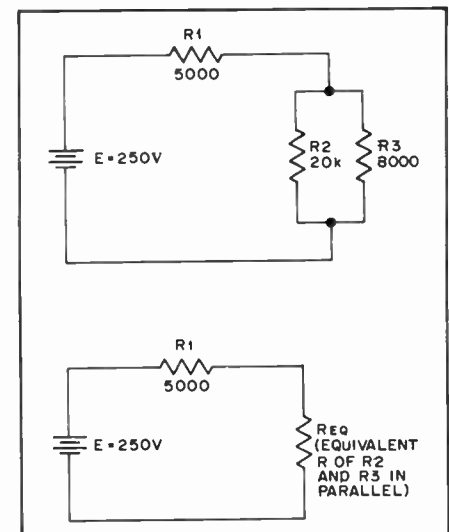 R1
5000
E=250V
R2
20k
R3
8000
R1
5000
E=250V
REQ
(EQUIVALENT
R OF R2
AND R3 IN
PARALLEL)